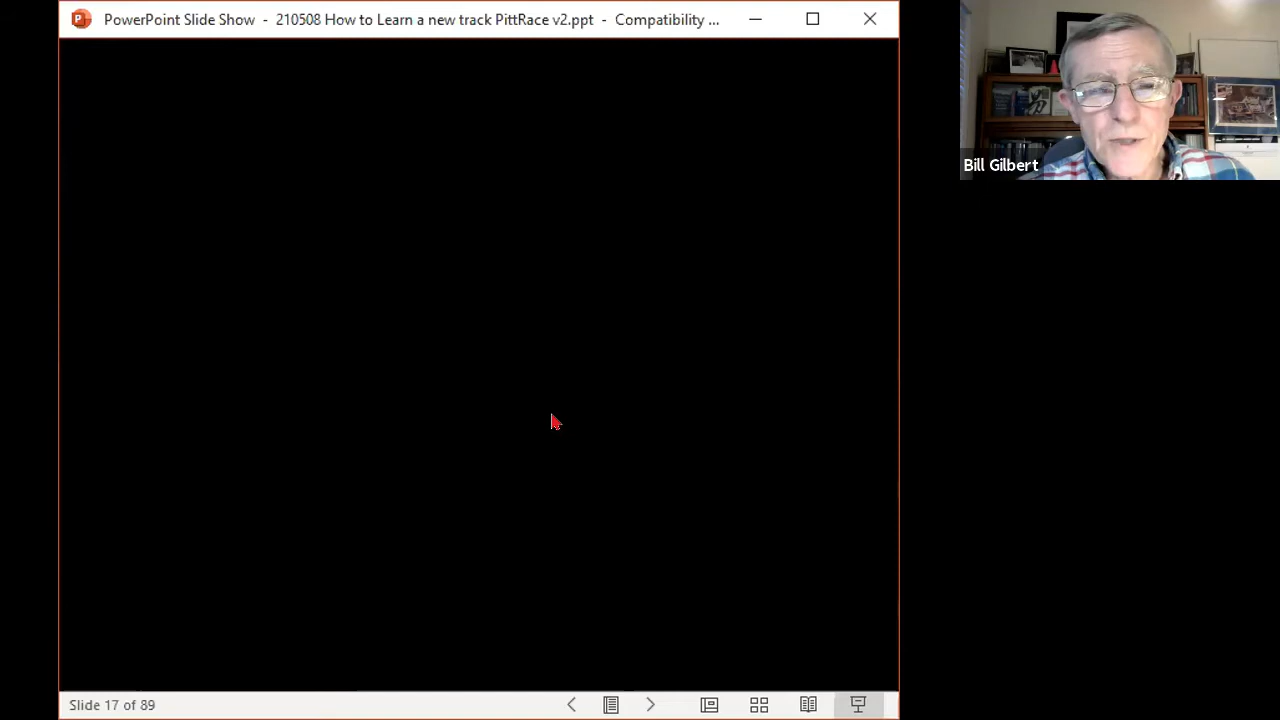 PowerPoint Slide Show - 210508 How to Learn a new track PittRace v2.ppt - Compatibility ...
Bill Gilbert
Slide 17 of 89